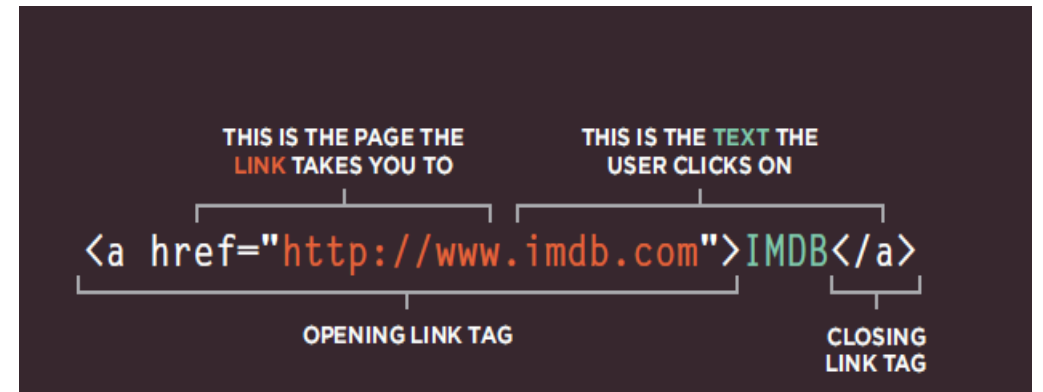 THIS IS THE PAGE THE
LINK TAKES YOU TO
THIS IS THE TEXT THE
USER CLICKS ON
<a href="http://www.imdb.com">IMDB</a>
OPENING LINK TAG
CLOSING
LINK TAG